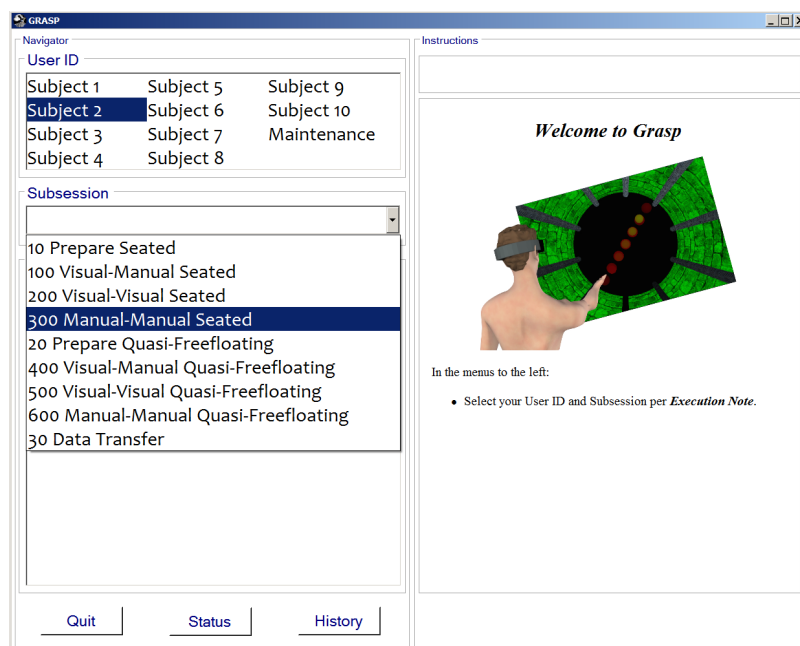 GRASP
Navigator
User ID
Subject 1 Subject 5 Subject 9
Subject 2 Subject 6 Subject 10
Subject 3 Subject 7 Maintenance
Subject 4 Subject 8
Subsession
10 Prepare Seated
100 Visual-Manual Seated
200 Visual-Visual Seated
300 Manual-Manual Seated
20 Prepare Quasi-Freefloating
400 Visual-Manual Quasi-Freefloating
500 Visual-Visual Quasi-Freefloating
600 Manual-Manual Quasi-Freefloating
30 Data Transfer
Quit Status History
Instructions
Welcome to Grasp
In the menus to the left:
• Select your User ID and Subsession per Execution Note.